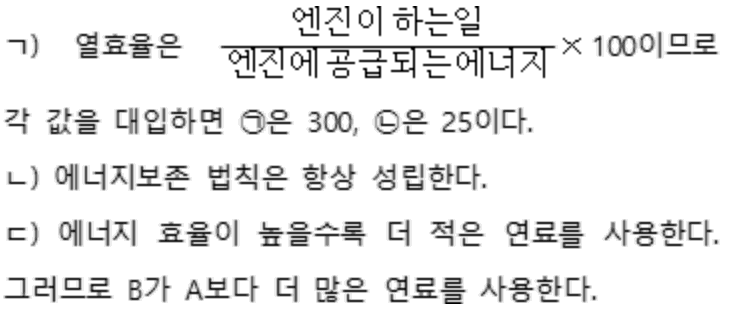 ㄱ) 열효율은 엔진이 하는일 / 엔진에 공급되는에너지 × 100이므로
각 값을 대입하면 ㉠은 300, ㉡은 25이다.
ㄴ) 에너지보존 법칙은 항상 성립한다.
ㄷ) 에너지 효율이 높을수록 더 적은 연료를 사용한다.
그러므로 B가 A보다 더 많은 연료를 사용한다.